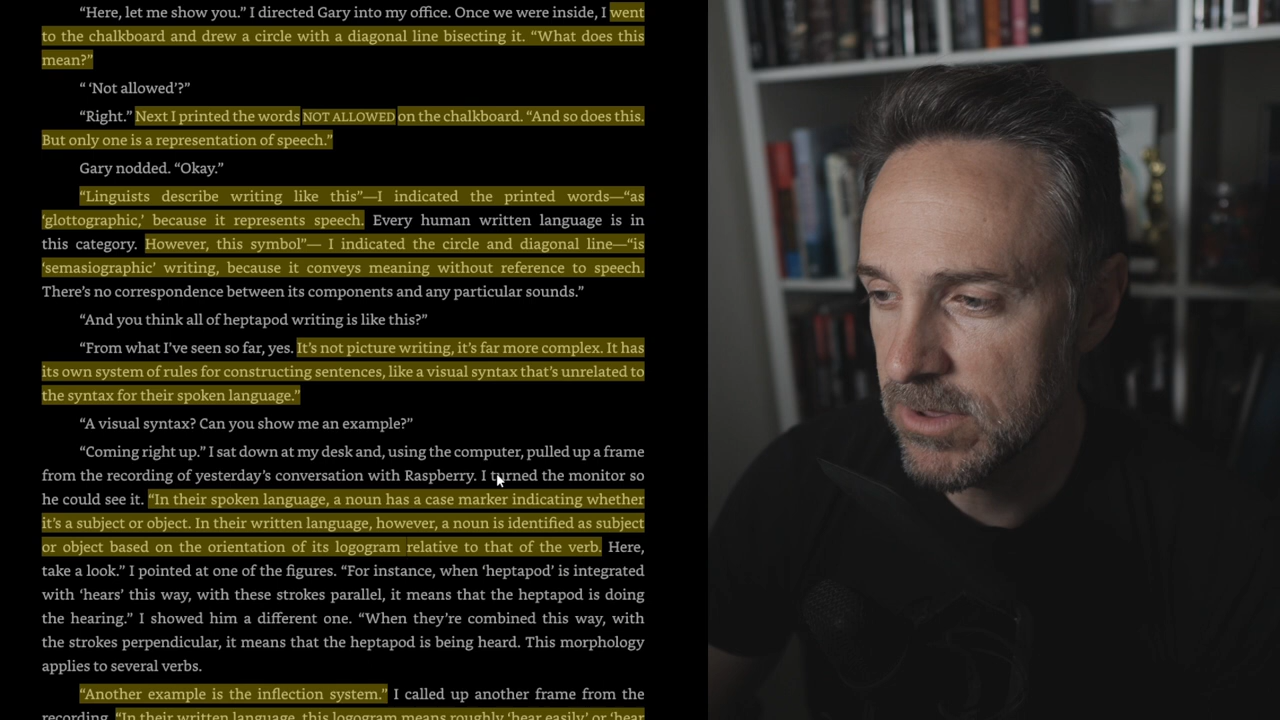 “Here, let me show you.” I directed Gary into my office. Once we were inside, I went
to the chalkboard and drew a circle with a diagonal line bisecting it. “What does this
mean?”
“ ‘Not allowed’?”
“Right.” Next I printed the words NOT ALLOWED on the chalkboard. “And so does this.
But only one is a representation of speech.”
Gary nodded. “Okay.”
“Linguists describe writing like this”—I indicated the printed words—“as
‘glottographic,’ because it represents speech. Every human written language is in
this category. However, this symbol”— I indicated the circle and diagonal line—“is
‘semasiographic’ writing, because it conveys meaning without reference to speech.
There’s no correspondence between its components and any particular sounds.”
“And you think all of heptapod writing is like this?”
“From what I’ve seen so far, yes. It’s not picture writing, it’s far more complex. It has
its own system of rules for constructing sentences, like a visual syntax that’s unrelated to
the syntax for their spoken language.”
“A visual syntax? Can you show me an example?”
“Coming right up.” I sat down at my desk and, using the computer, pulled up a frame
from the recording of yesterday’s conversation with Raspberry. I turned the monitor so
he could see it. “In their spoken language, a noun has a case marker indicating whether
it’s a subject or object. In their written language, however, a noun is identified as subject
or object based on the orientation of its logogram relative to that of the verb. Here,
take a look.” I pointed at one of the figures. “For instance, when ‘heptapod’ is integrated
with ‘hears’ this way, with these strokes parallel, it means that the heptapod is doing
the hearing.” I showed him a different one. “When they’re combined this way, with
the strokes perpendicular, it means that the heptapod is being heard. This morphology
applies to several verbs.
“Another example is the inflection system.” I called up another frame from the
recording. “In their written language, this logogram means roughly ‘hear easily’ or ‘hear